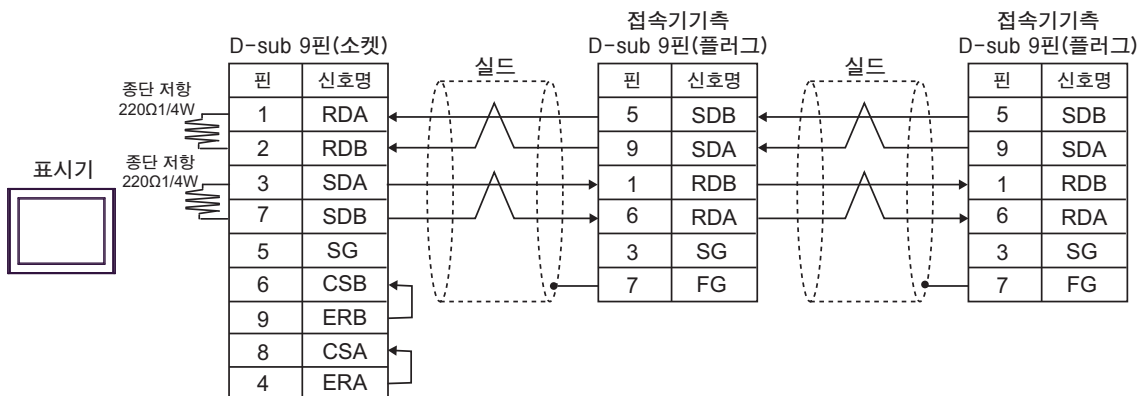 표시기
종단 저항
220Ω1/4W
종단 저항
220Ω1/4W
D-sub 9핀(소켓)
핀 신호명
1 RDA
2 RDB
3 SDA
7 SDB
5 SG
6 CSB
9 ERB
8 CSA
4 ERA
실드
접속기기측
D-sub 9핀(플러그)
핀 신호명
5 SDB
9 SDA
1 RDB
6 RDA
3 SG
7 FG
실드
접속기기측
D-sub 9핀(플러그)
핀 신호명
5 SDB
9 SDA
1 RDB
6 RDA
3 SG
7 FG